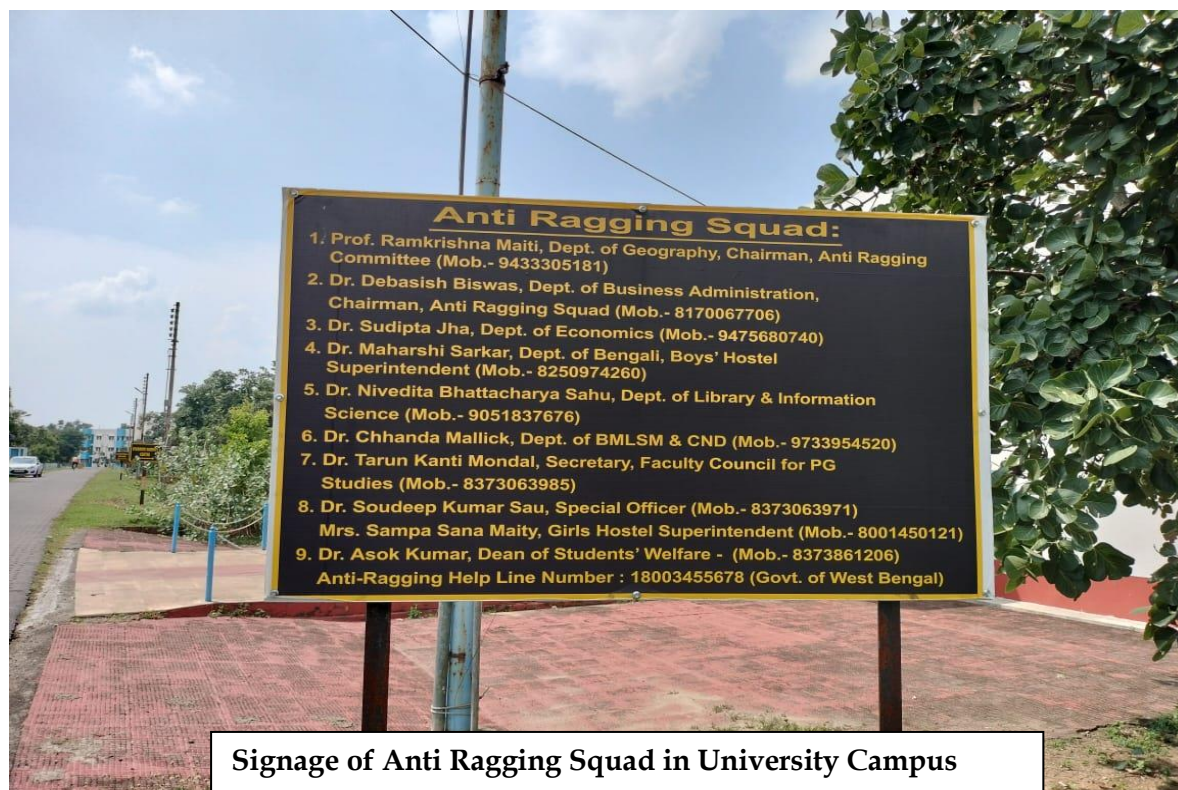 Anti Ragging Squad:
1. Prof. Ramkrishna Maiti, Dept. of Geography, Chairman, Anti Ragging
Committee (Mob.- 9433305181)
2. Dr. Debasish Biswas, Dept. of Business Administration,
Chairman, Anti Ragging Squad (Mob.- 8170067706)
3. Dr. Sudipta Jha, Dept. of Economics (Mob.- 9475680740)
4. Dr. Maharshi Sarkar, Dept. of Bengali, Boys' Hostel
Superintendent (Mob.- 8250974260)
5. Dr. Nivedita Bhattacharya Sahu, Dept. of Library & Information
Science (Mob.- 9051837676)
6. Dr. Chhanda Mallick, Dept. of BMLSM & CND (Mob.- 9733954520)
7. Dr. Tarun Kanti Mondal, Secretary, Faculty Council for PG
Studies (Mob.- 8373063985)
8. Dr. Soudeep Kumar Sau, Special Officer (Mob.- 8373063971)
Mrs. Sampa Sana Maity, Girls Hostel Superintendent (Mob.- 8001450121)
9. Dr. Asok Kumar, Dean of Students' Welfare - (Mob.- 8373861206)
Anti-Ragging Help Line Number : 18003455678 (Govt. of West Bengal)
Signage of Anti Ragging Squad in University Campus